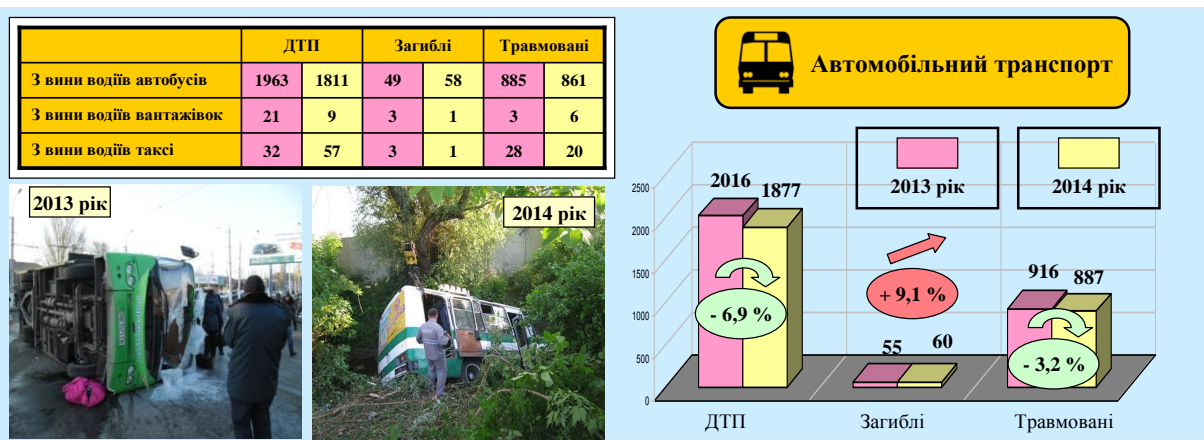 ДТП Загиблі Травмовані
З вини водіїв автобусів 1963 1811 49 58 885 861
З вини водіїв вантажівок 21 9 3 1 3 6
З вини водіїв таксі 32 57 3 1 28 20
2013 рік
2014 рік
Автомобільний транспорт
2013 рік
2014 рік
2500
2000
1500
1000
500
0
2016
1877
- 6,9 %
+ 9,1 %
55
60
916
887
- 3,2 %
ДТП
Загиблі
Травмовані